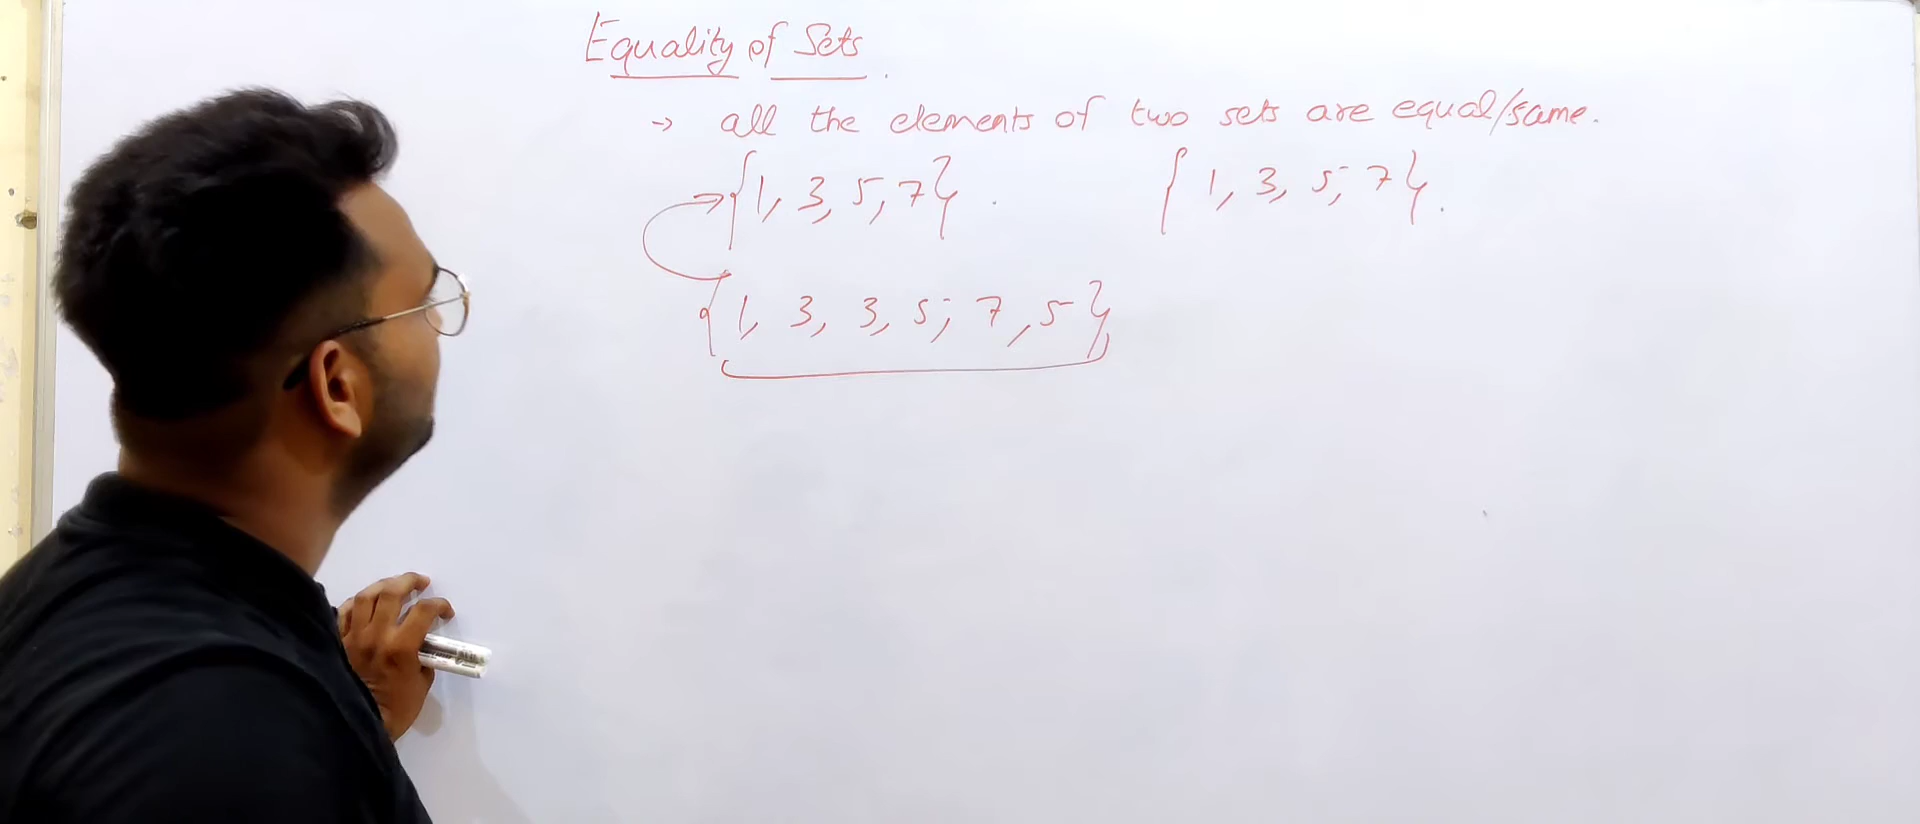 Equality of Sets.
→ all the elements of two sets are equal/same.
{1, 3, 5, 7}. {1, 3, 5, 7}.
{1, 3, 3, 5, 7, 5}